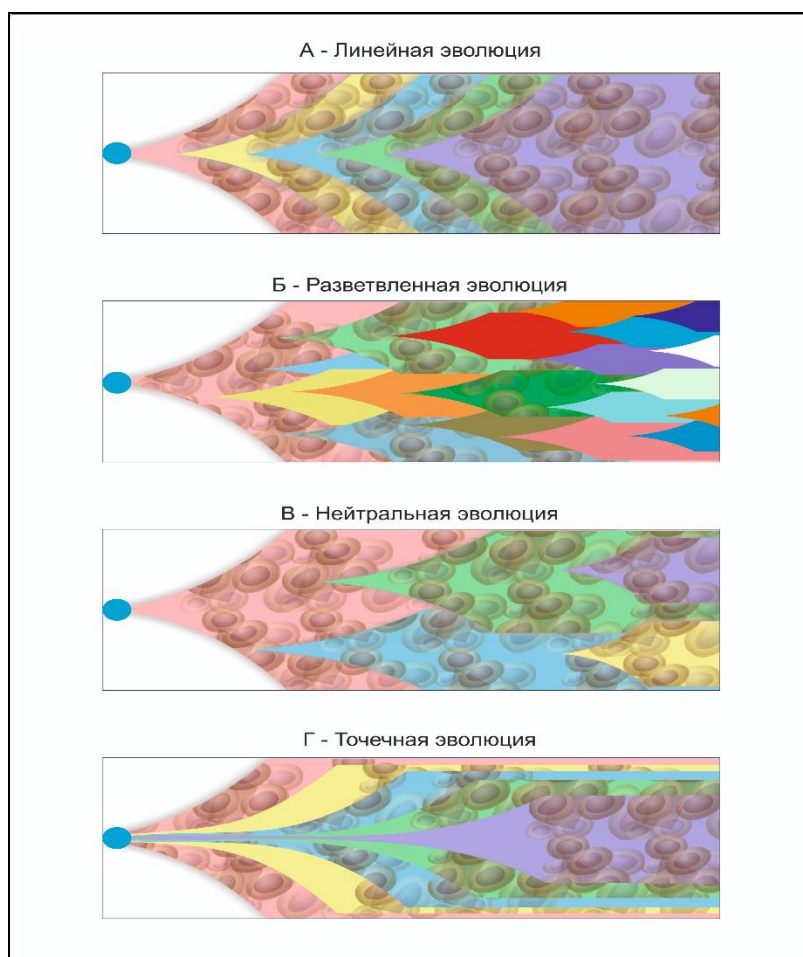 А - Линейная эволюция
Б - Разветвленная эволюция
В - Нейтральная эволюция
Г - Точечная эволюция